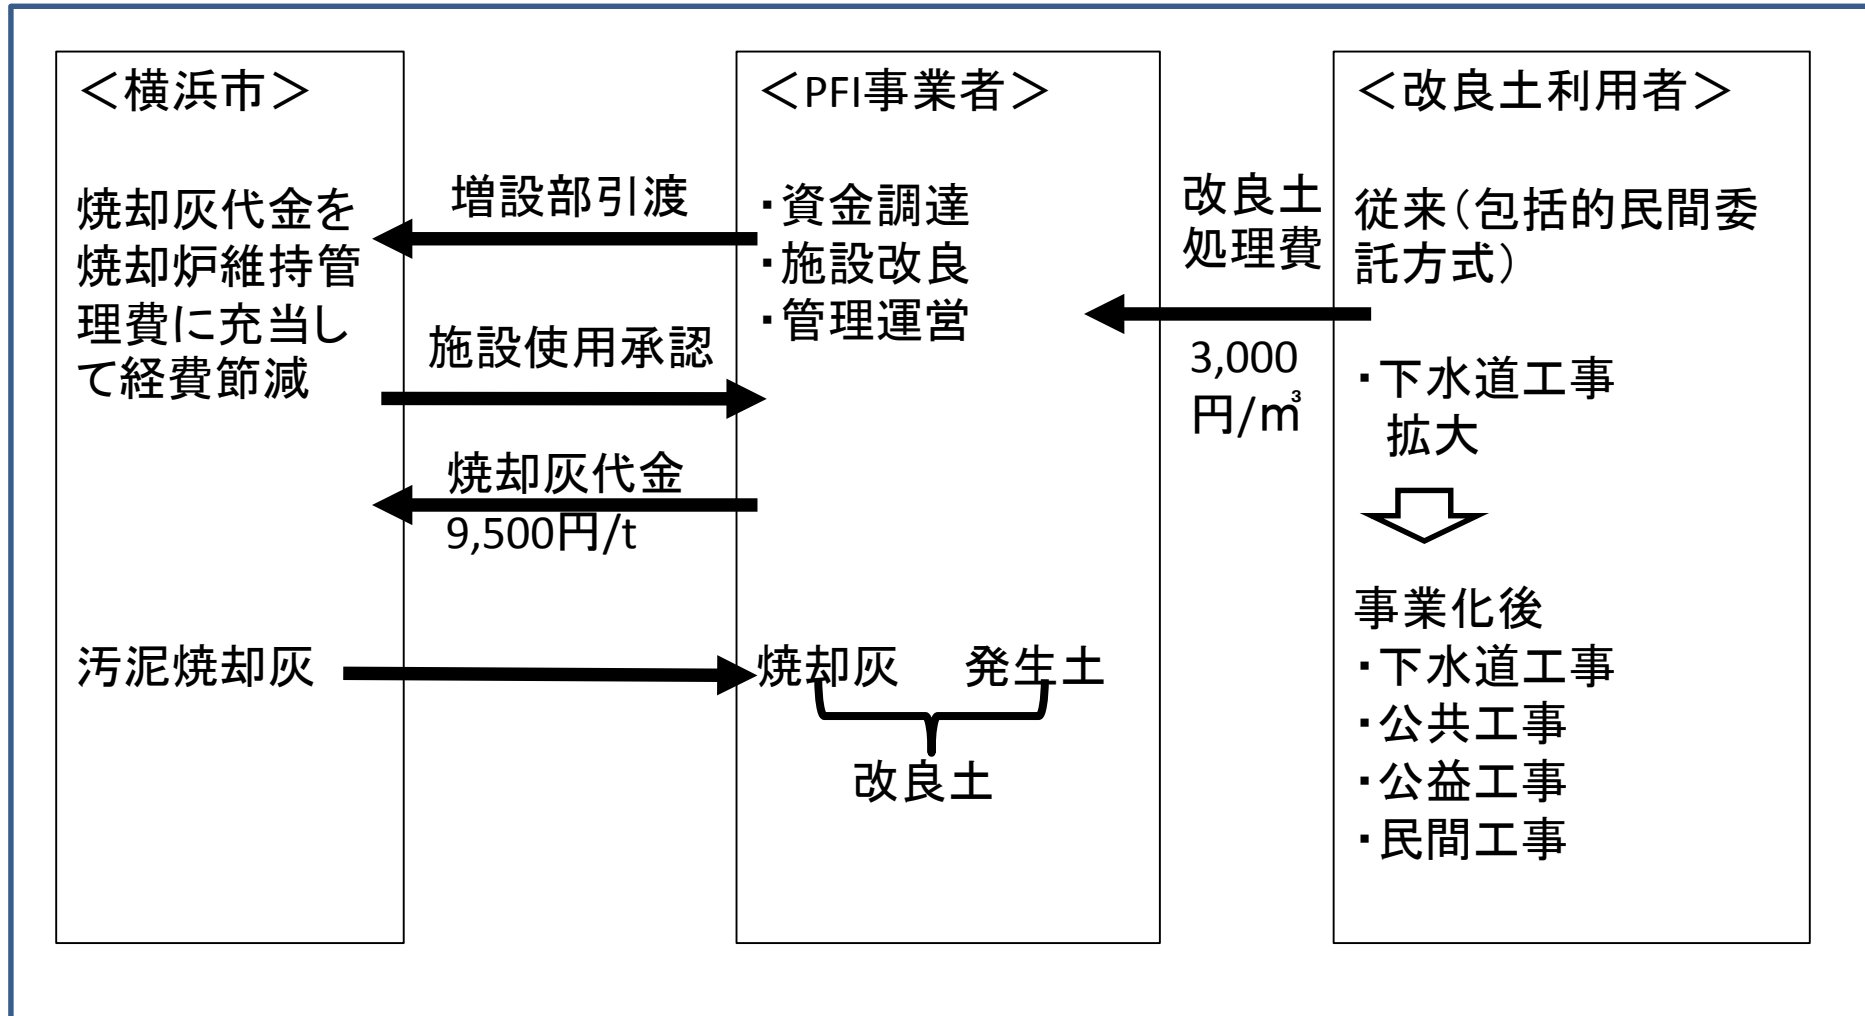 ＜横浜市＞
焼却灰代金を
焼却炉維持管
理費に充当し
て経費節減
汚泥焼却灰
増設部引渡
施設使用承認
焼却灰代金
9,500円/t
＜PFI事業者＞
・資金調達
・施設改良
・管理運営
焼却灰　発生土
改良土
改良土
処理費
3,000
円/㎥
＜改良土利用者＞
従来（包括的民間委
託方式）
・下水道工事
拡大
事業化後
・下水道工事
・公共工事
・公益工事
・民間工事